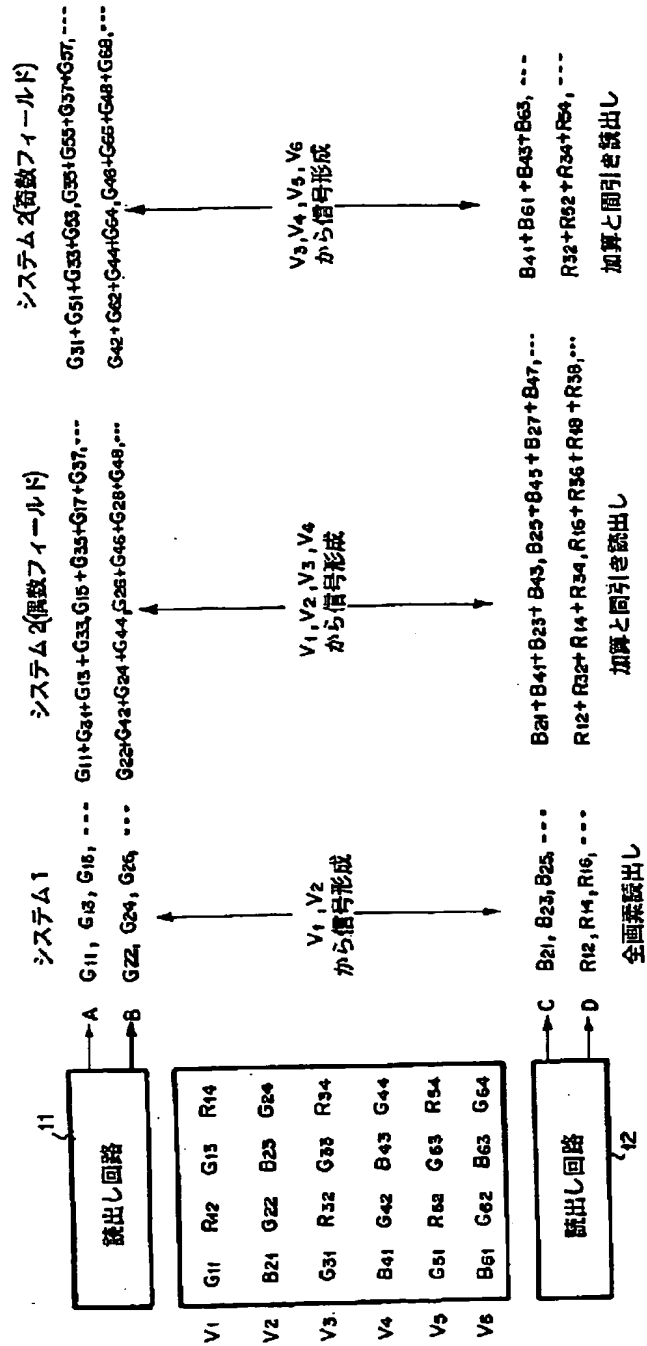 システム1
システム2(偶数フィールド)
システム2(奇数フィールド)
11
読出し回路
A G11, G13, G15, ---
B G22, G24, G26, ---
G11+G31+G13+G33,G15+G35+G17+G37,---
G22+G42+G24+G44,G26+G46+G28+G48,---
G31+G51+G33+G53,G35+G55+G37+G57,---
G42+G62+G44+G64,G46+G66+G48+G68,---
V1 G11 R12 G13 R14
V2 B21 G22 B23 G24
V3. G31 R32 G33 R34
V4 B41 G42 B43 G44
V5 G51 R52 G53 R54
V6 B61 G62 B63 G64
V1,V2
から信号形成
V1,V2,V3,V4
から信号形成
V3,V4,V5,V6
から信号形成
読出し回路
12
C B21, B23,B25, ---
D R12,R14,R16, ---
全画素読出し
B21+B41+B23+B43,B25+B45+B27+B47,---
R12+R32+R14+R34,R16+R36+R18+R38,---
加算と間引き読出し
B41+B61+B43+B63, ---
R32+R52+R34+R54, ---
加算と間引き読出し